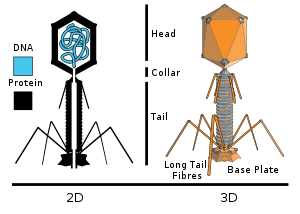 DNA
Protein
Head
Collar
Tail
Long Tail
Fibres
Base Plate
2D
3D